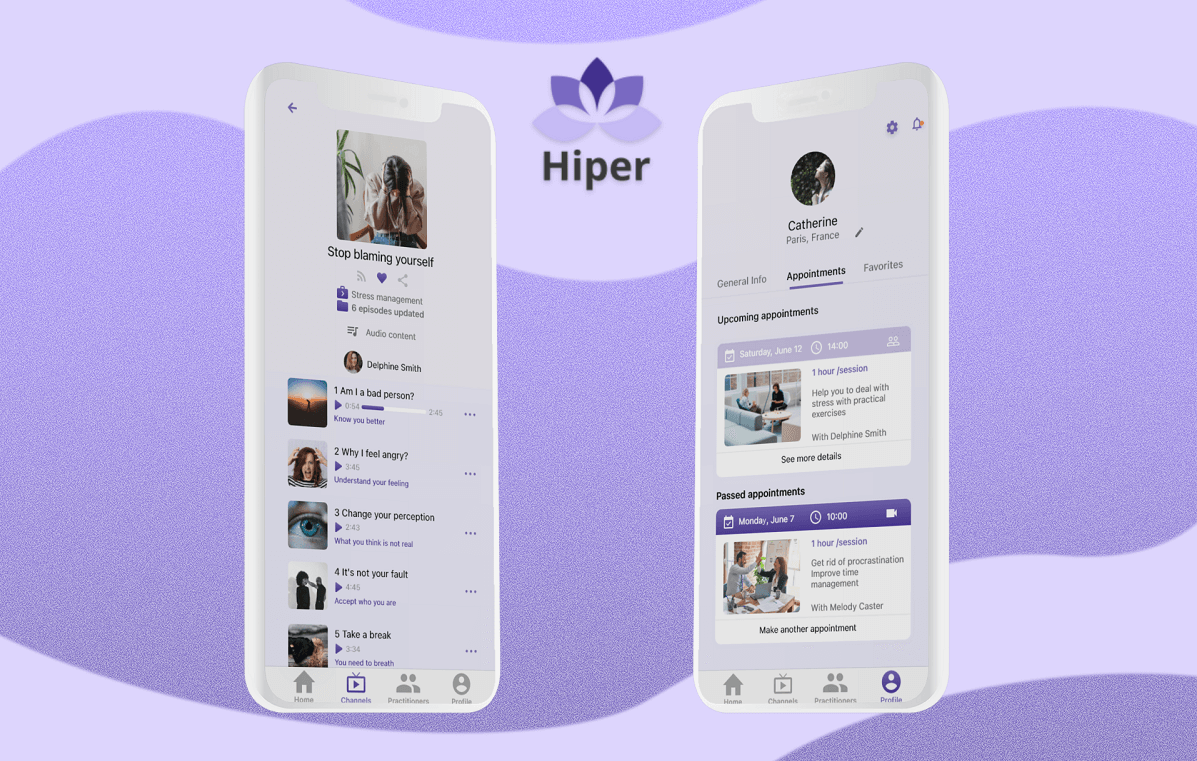 Hiper
Stop blaming yourself
Stress management
6 episodes updated
Audio content
Delphine Smith
1 Am I a bad person?
0:54
2:45
Know you better
2 Why I feel angry?
3:45
Understand your feeling
3 Change your perception
2:43
What you think is not real
4 It's not your fault
4:45
Accept who you are
5 Take a break
3:34
You need to breath
Home Channels Practitioners Profile
Catherine
Paris, France
General Info Appointments Favorites
Upcoming appointments
Saturday, June 12 14:00
1 hour /session
Help you to deal with
stress with practical
exercises
With Delphine Smith
See more details
Passed appointments
Monday, June 7 10:00
1 hour /session
Get rid of procrastination
Improve time
management
With Melody Caster
Make another appointment
Home Channels Practitioners Profile